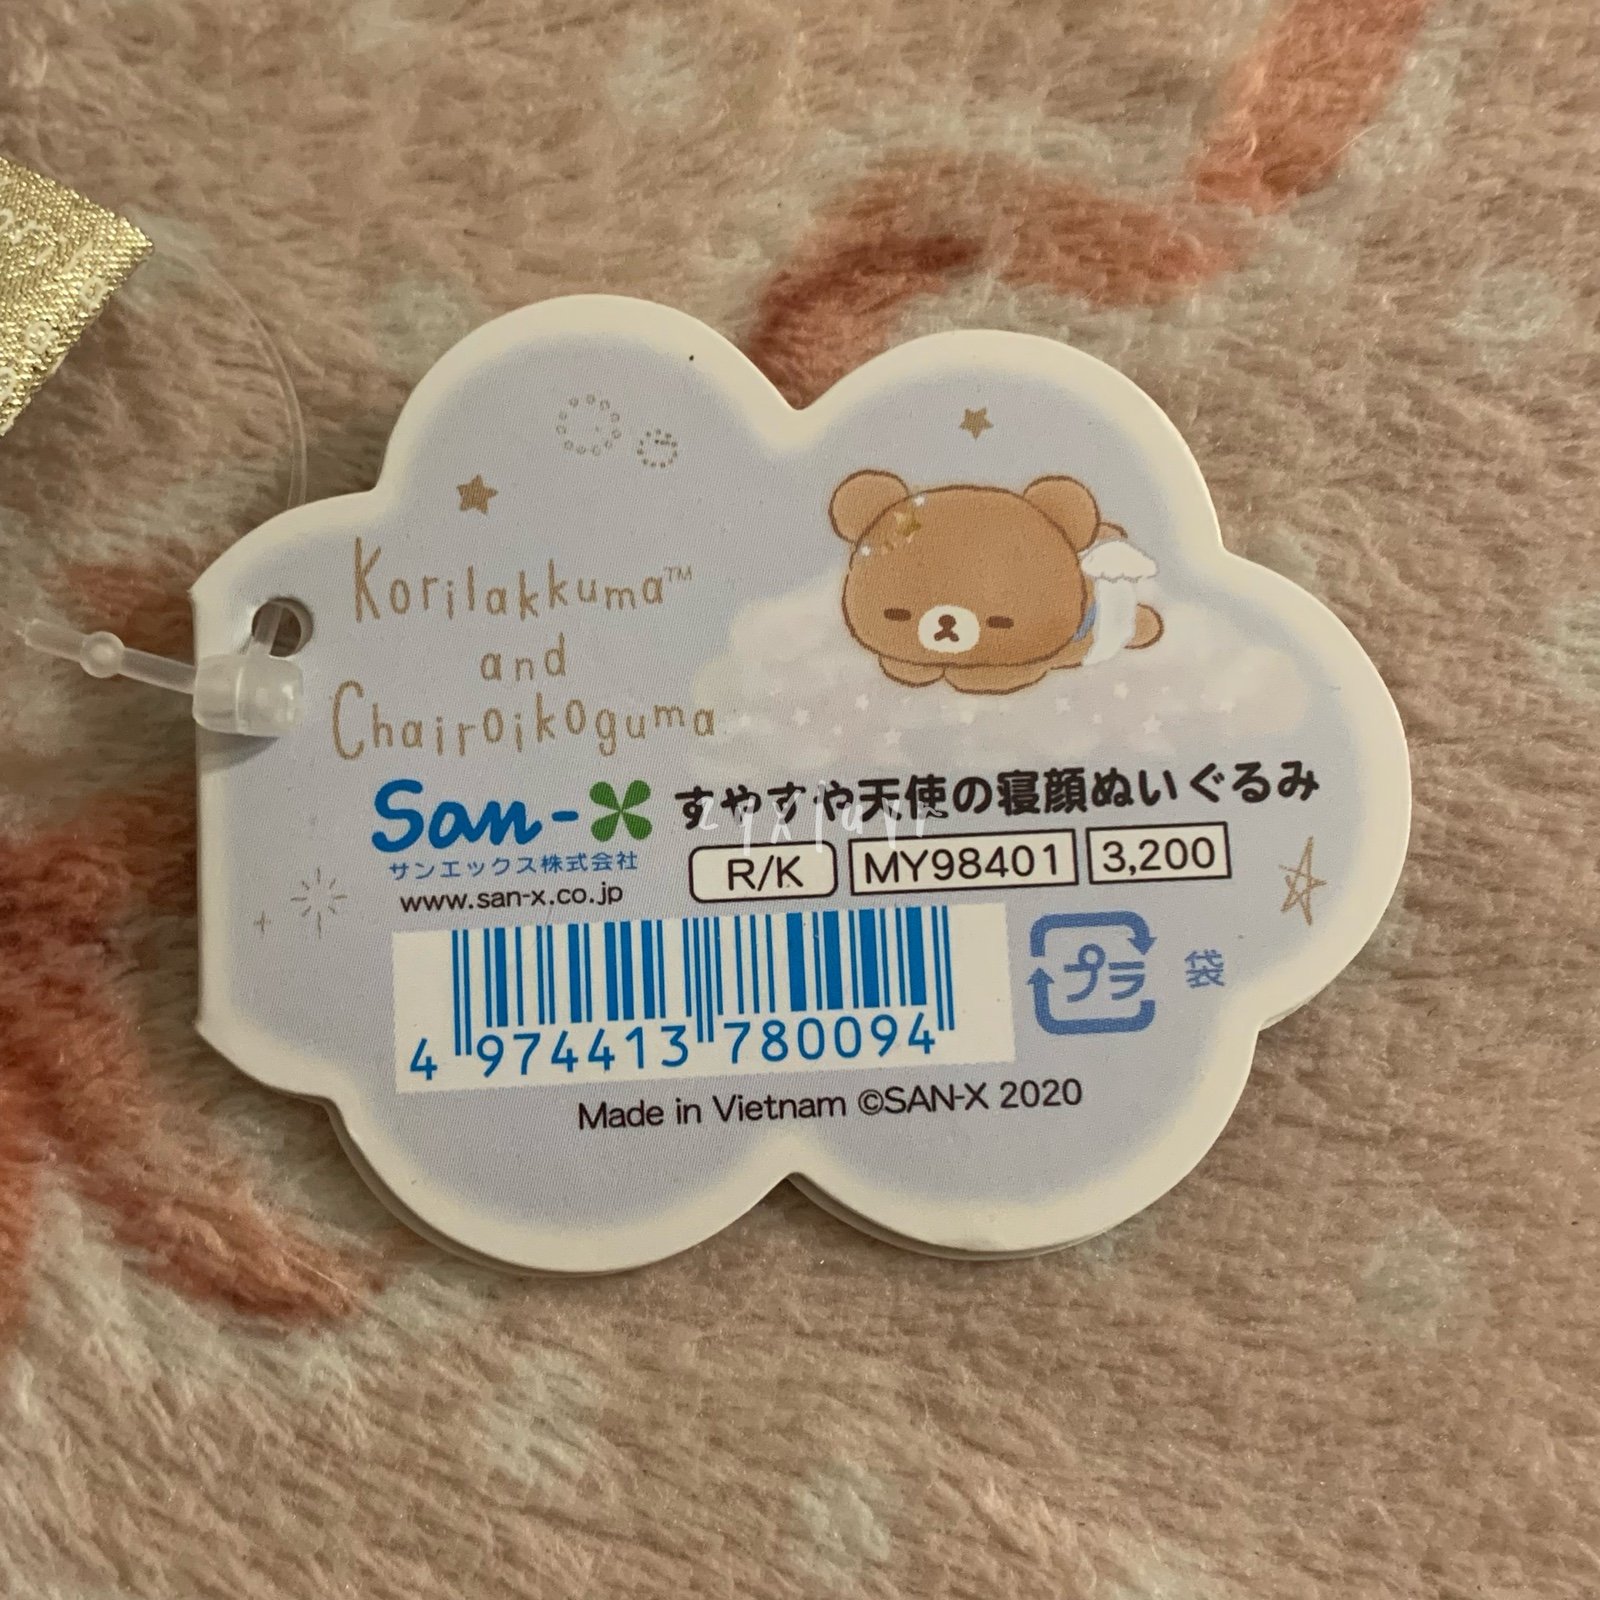 Korilakkuma™
and
Chairoikoguma
San-X
サンエックス株式会社
www.san-x.co.jp
すやすや天使の寝顔ぬいぐるみ
R/K MY98401 3,200
4 974413 780094
プラ 袋
Made in Vietnam ©SAN-X 2020